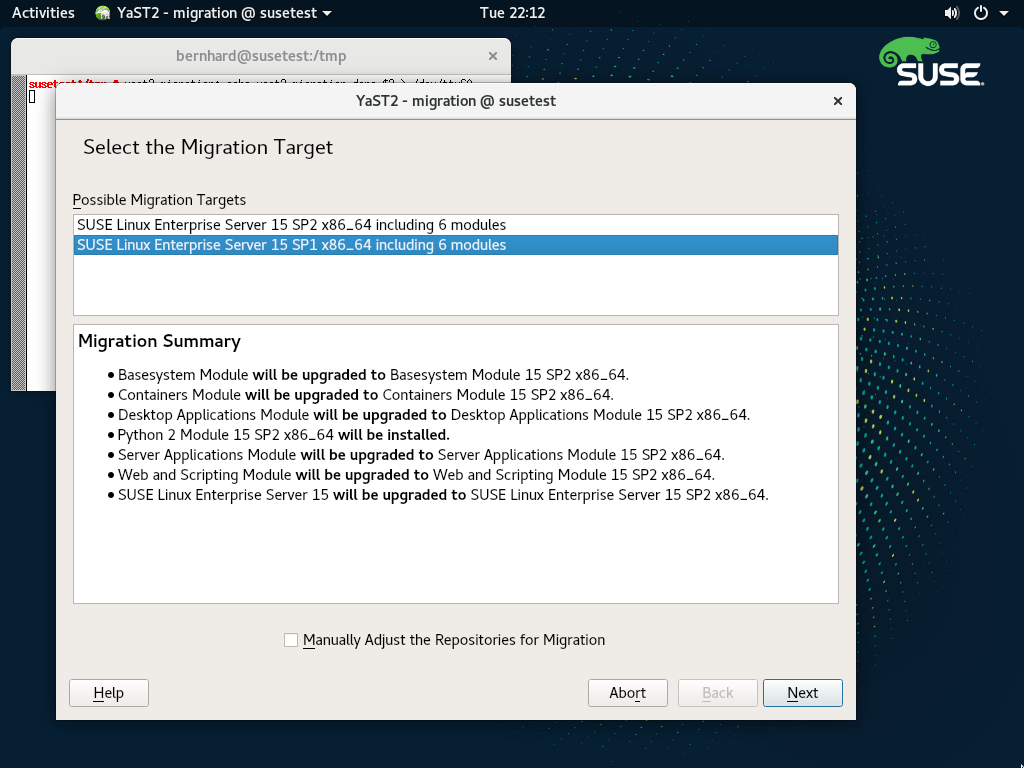 Activities YaST2 - migration @ susetest Tue 22:12
bernhard@susetest:/tmp
SUSE
YaST2 - migration @ susetest
Select the Migration Target
Possible Migration Targets
SUSE Linux Enterprise Server 15 SP2 x86_64 including 6 modules
SUSE Linux Enterprise Server 15 SP1 x86_64 including 6 modules
Migration Summary
• Basesystem Module will be upgraded to Basesystem Module 15 SP2 x86_64.
• Containers Module will be upgraded to Containers Module 15 SP2 x86_64.
• Desktop Applications Module will be upgraded to Desktop Applications Module 15 SP2 x86_64.
• Python 2 Module 15 SP2 x86_64 will be installed.
• Server Applications Module will be upgraded to Server Applications Module 15 SP2 x86_64.
• Web and Scripting Module will be upgraded to Web and Scripting Module 15 SP2 x86_64.
• SUSE Linux Enterprise Server 15 will be upgraded to SUSE Linux Enterprise Server 15 SP2 x86_64.
Manually Adjust the Repositories for Migration
Help Abort Back Next